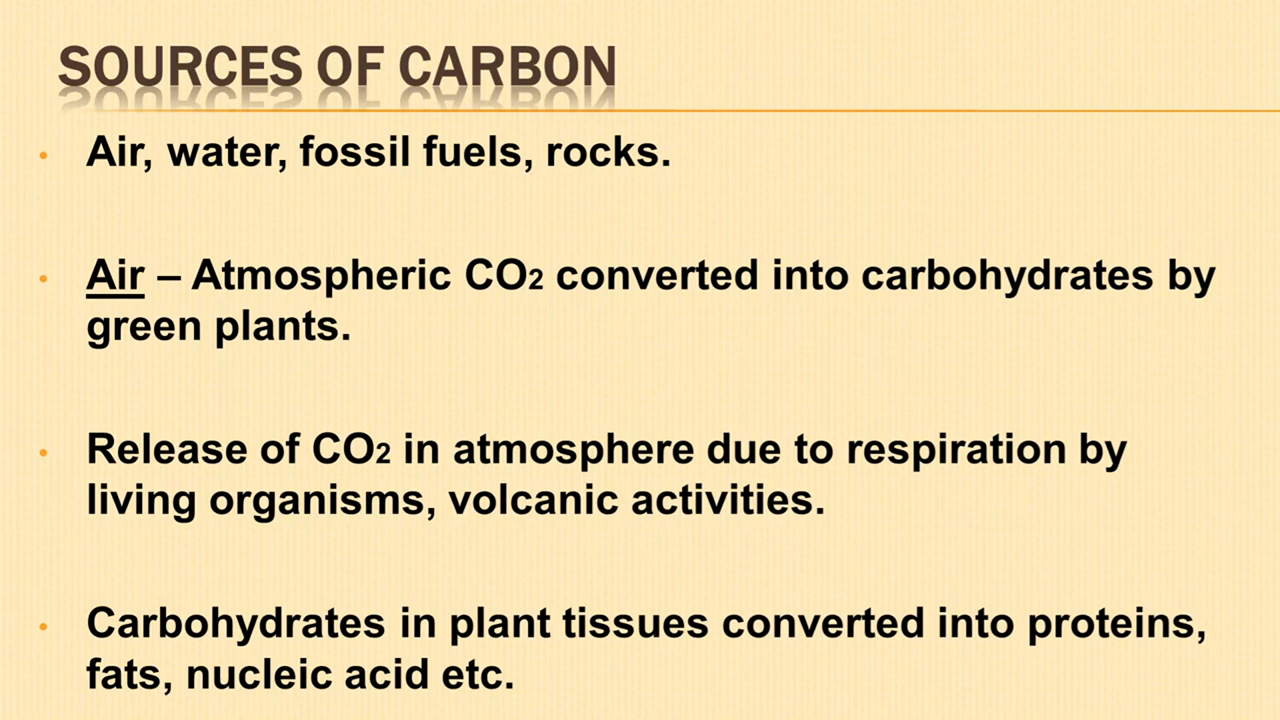 SOURCES OF CARBON
• Air, water, fossil fuels, rocks.
• Air – Atmospheric CO2 converted into carbohydrates by
green plants.
• Release of CO2 in atmosphere due to respiration by
living organisms, volcanic activities.
• Carbohydrates in plant tissues converted into proteins,
fats, nucleic acid etc.